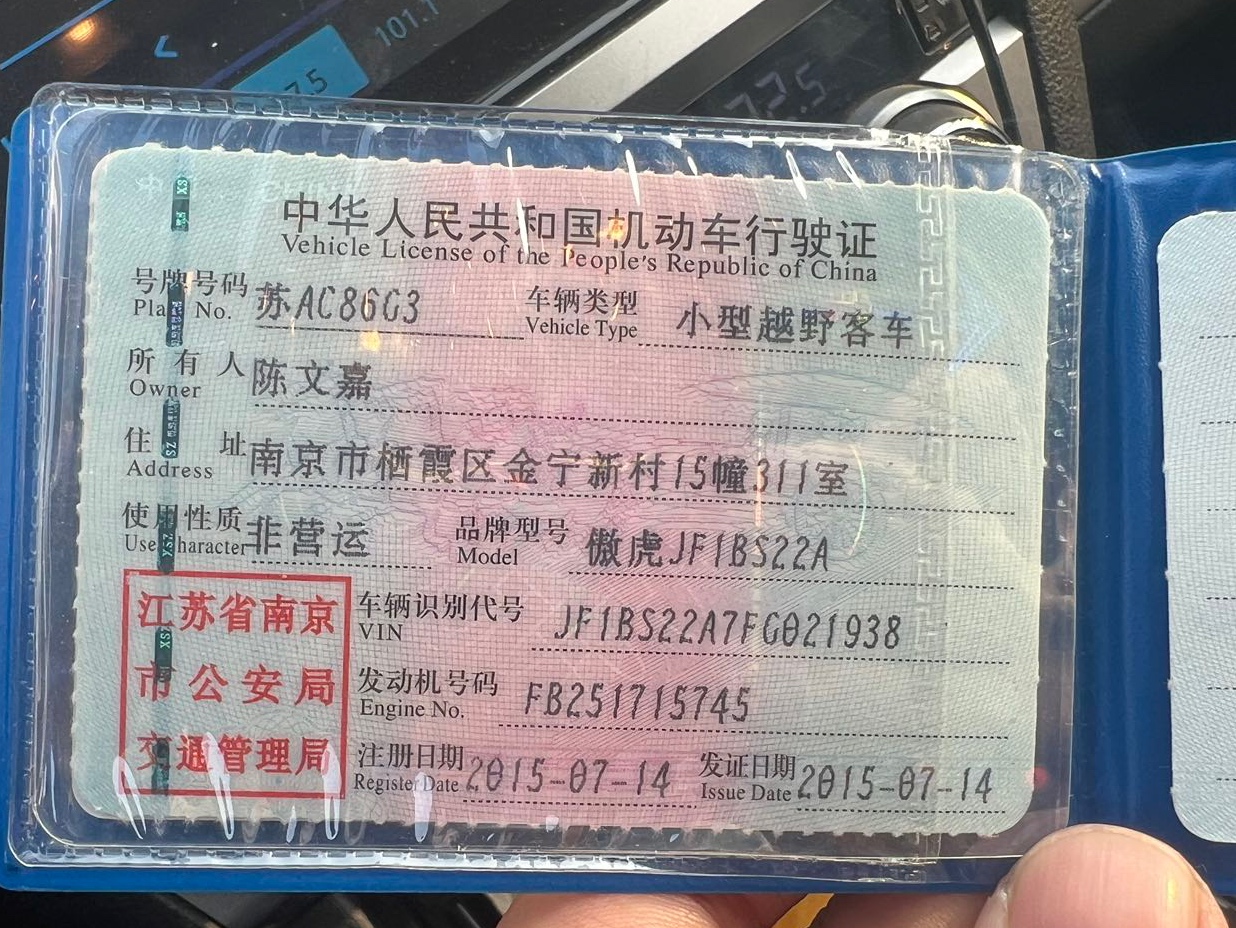 101.1
7.5
22.5
中华人民共和国机动车行驶证
Vehicle License of the People's Republic of China
号牌号码 苏AC86G3 车辆类型 小型越野客车
Plate No. Vehicle Type
所有人 陈文嘉
Owner
住址 南京市栖霞区金宁新村15幢311室
Address
使用性质 非营运 品牌型号 傲虎JF1BS22A
Use Character Model
江苏省南京
市公安局
交通管理局
车辆识别代号 JF1BS22A7FG021938
VIN
发动机号码 FB251715745
Engine No.
注册日期 2015-07-14 发证日期 2015-07-14
Register Date Issue Date